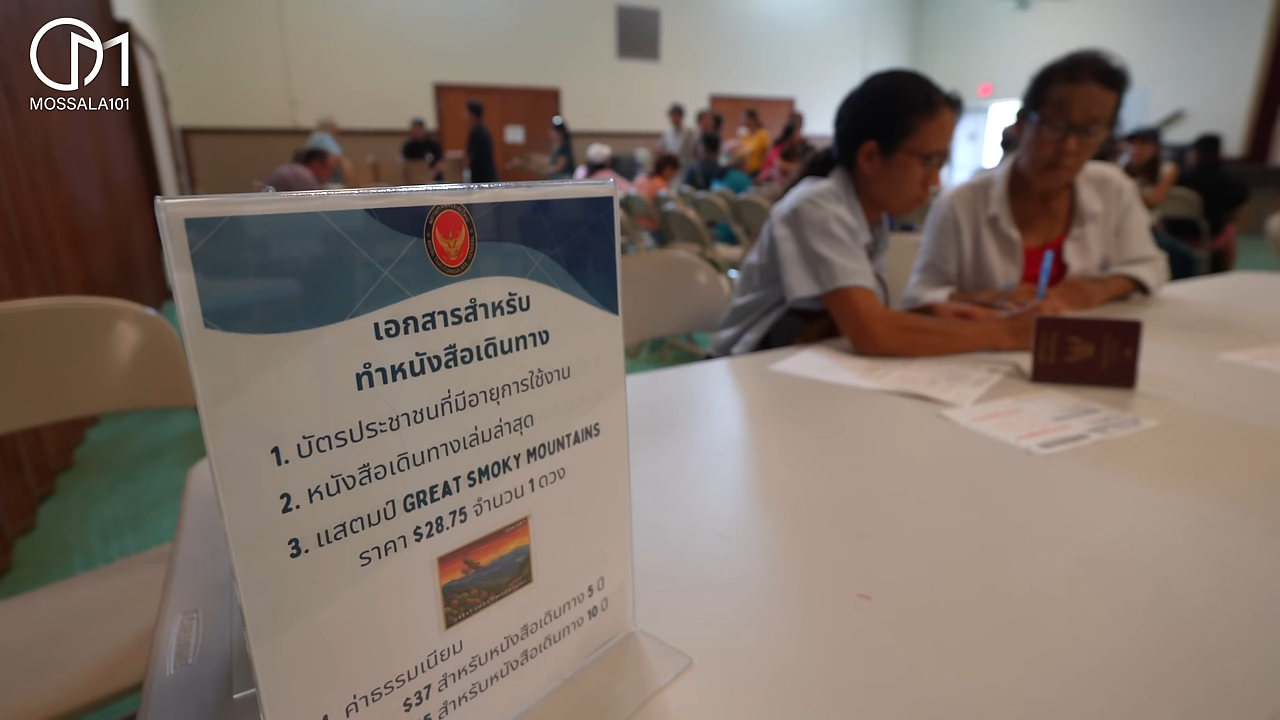 MOSSALA101
เอกสารสำหรับ
ทำหนังสือเดินทาง
1. บัตรประชาชนที่มีอายุการใช้งาน
2. หนังสือเดินทางเล่มล่าสุด
3. แสตมป์ GREAT SMOKY MOUNTAINS
ราคา $28.75 จำนวน 1 ดวง
ค่าธรรมเนียม
$37 สำหรับหนังสือเดินทาง 5 ปี
สำหรับหนังสือเดินทาง 10 ปี